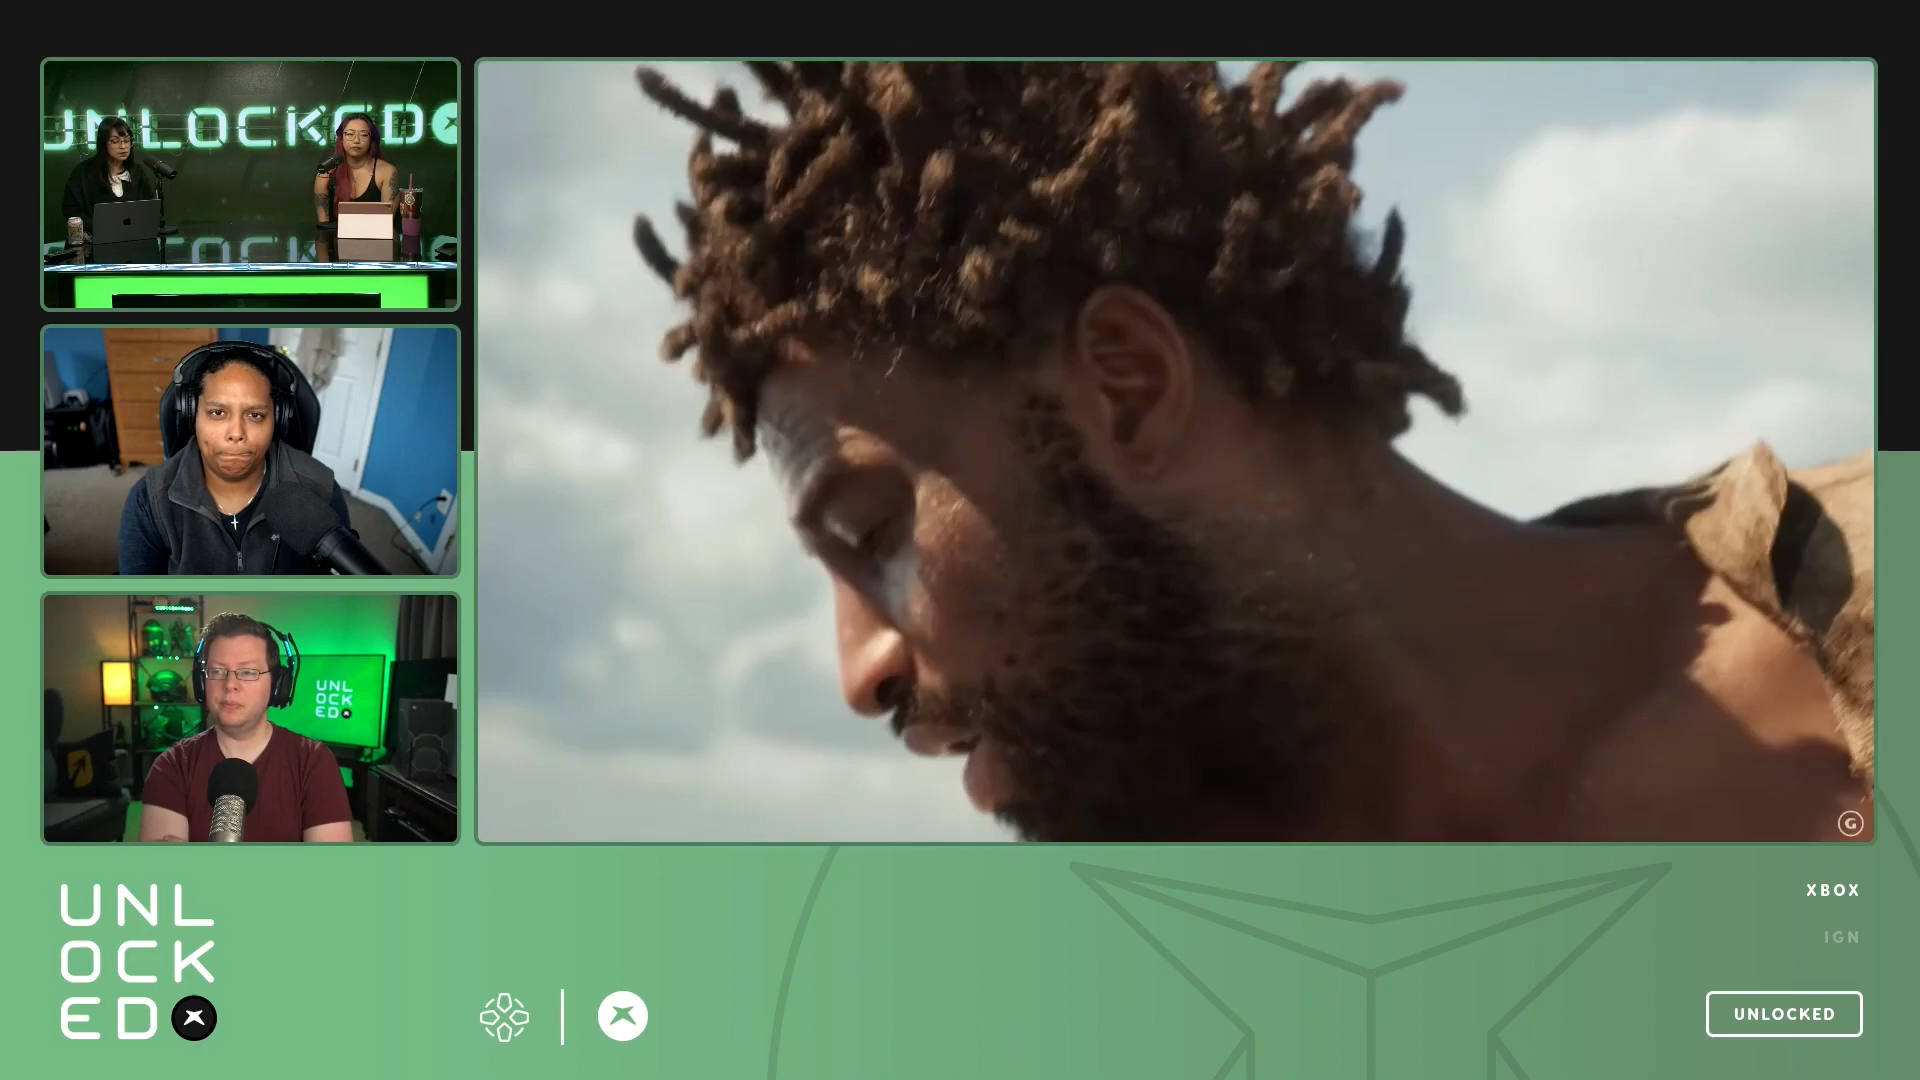 UNLOCKED
UNL
OCK
ED
UNL
OCK
ED
G
XBOX
IGN
UNLOCKED